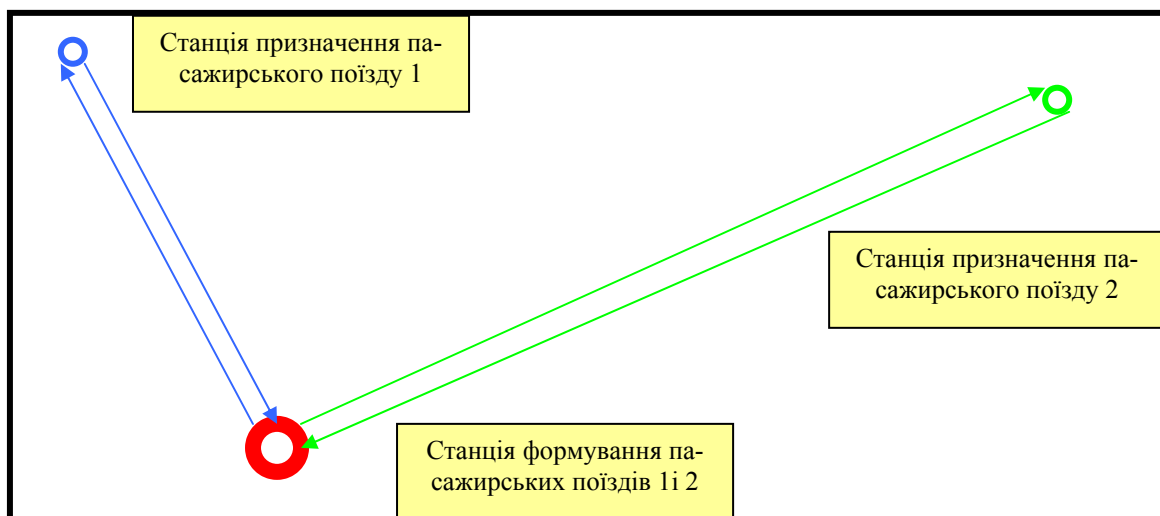 Станція призначення па-
сажирського поїзду 1
Станція призначення па-
сажирського поїзду 2
Станція формування па-
сажирських поїздів 1і 2